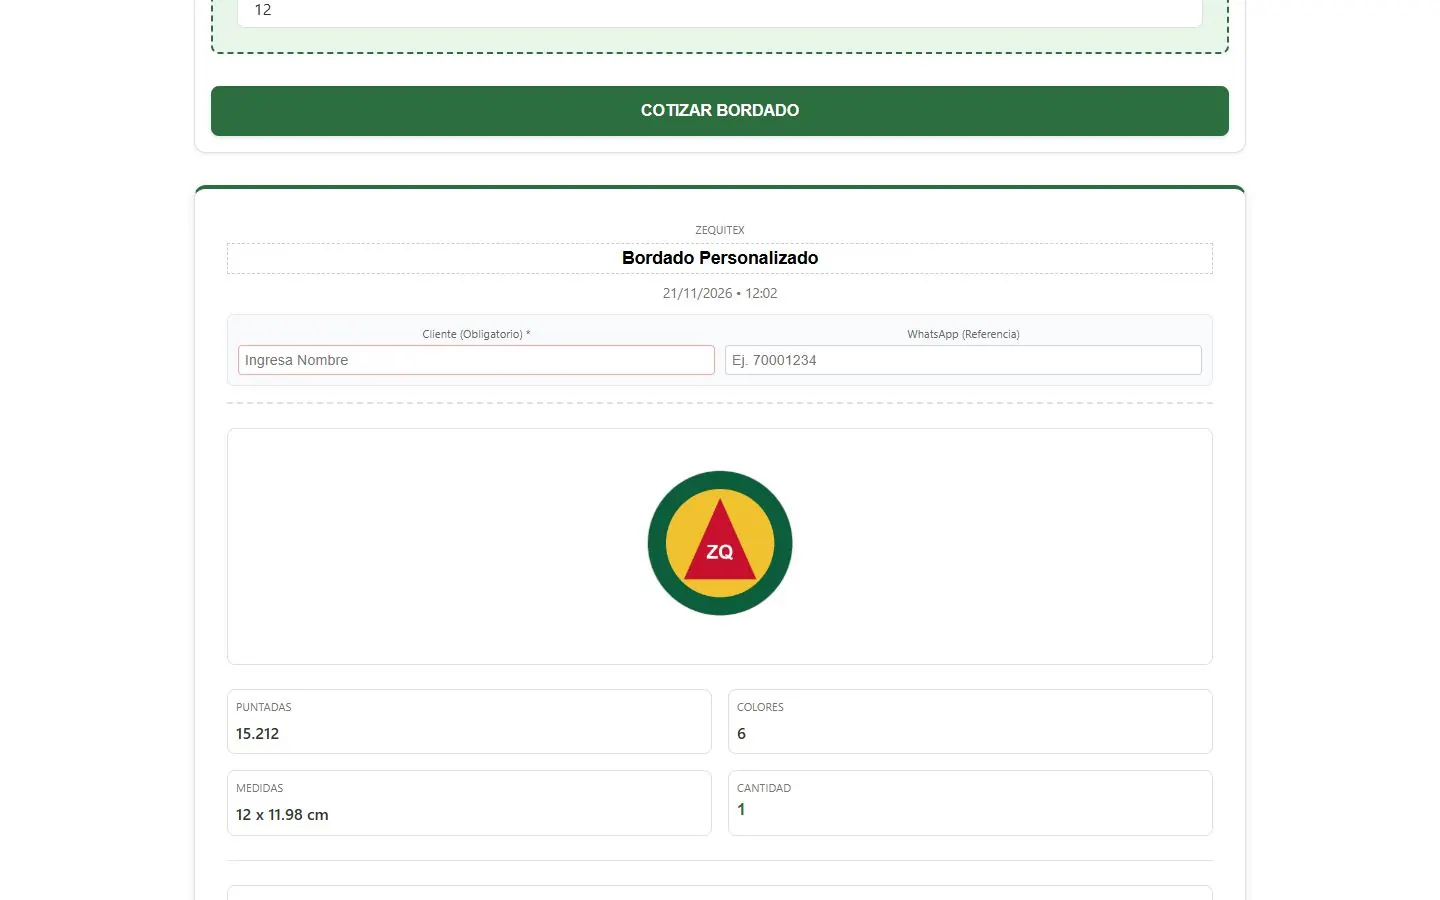 12
COTIZAR BORDADO
ZEQUITEX
Bordado Personalizado
21/11/2026 • 12:02
Cliente (Obligatorio) *
WhatsApp (Referencia)
Ingresa Nombre
Ej. 70001234
ZQ
PUNTADAS
COLORES
15.212
6
MEDIDAS
CANTIDAD
12 x 11.98 cm
1